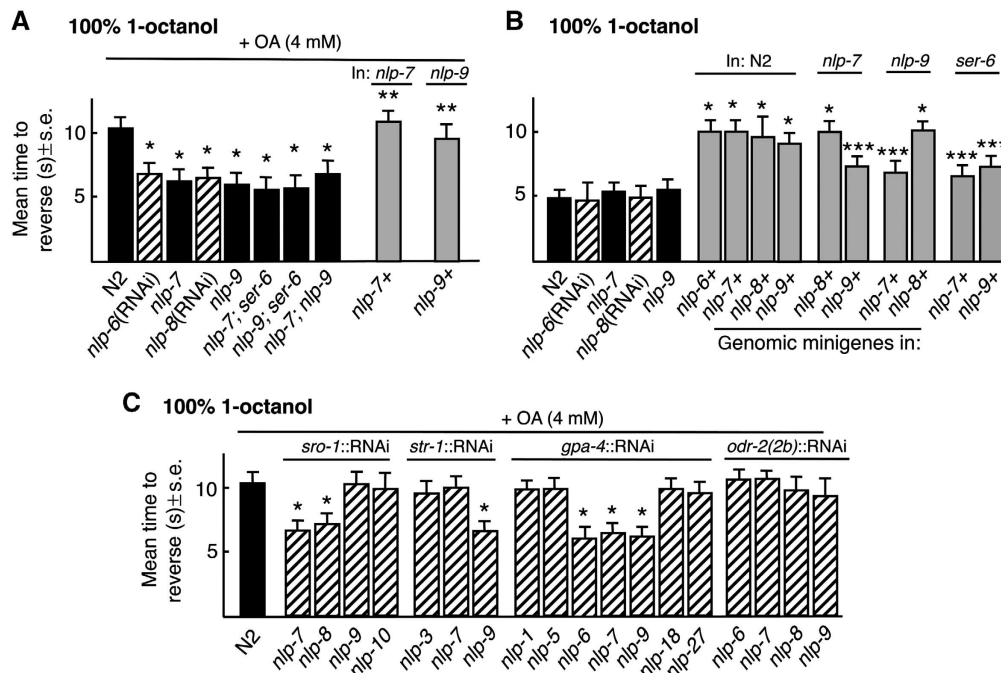 A 100% 1-octanol
+ OA (4 mM)
In: nlp-7 nlp-9
Mean time to
reverse (s)±s.e.
10
5
* * * * * * * ** **
N2
nlp-6(RNAi)
nlp-7
nlp-8(RNAi)
nlp-9
nlp-7; ser-6
nlp-9; ser-6
nlp-7; nlp-9
nlp-7+
nlp-9+
B 100% 1-octanol
In: N2 nlp-7 nlp-9 ser-6
Mean time to
reverse (s)±s.e.
10
5
* * * * * *** *** * *** ***
N2
nlp-6(RNAi)
nlp-7
nlp-8(RNAi)
nlp-9
nlp-6+
nlp-7+
nlp-8+
nlp-9+
nlp-8+
nlp-9+
nlp-7+
nlp-8+
nlp-7+
nlp-9+
Genomic minigenes in:
C 100% 1-octanol
+ OA (4 mM)
sro-1::RNAi str-1::RNAi gpa-4::RNAi odr-2(2b)::RNAi
Mean time to
reverse (s)±s.e.
10
5
* * * * * *
N2
nlp-7
nlp-8
nlp-9
nlp-10
nlp-3
nlp-7
nlp-9
nlp-1
nlp-5
nlp-6
nlp-7
nlp-9
nlp-18
nlp-27
nlp-6
nlp-7
nlp-8
nlp-9